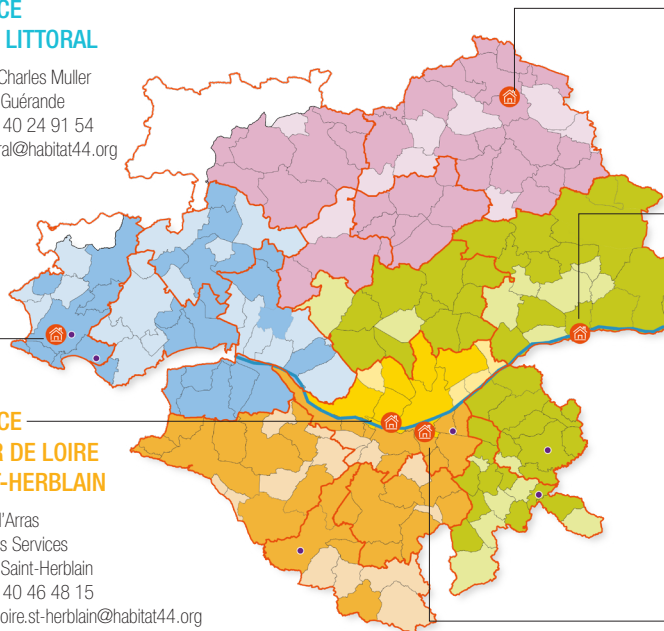 CE
LITTORAL
Charles Muller
Guérande
40 24 91 54
ral@habitat44.org
CE
R DE LOIRE
T-HERBLAIN
d'Arras
s Services
Saint-Herblain
40 46 48 15
oire.st-herblain@habitat44.org